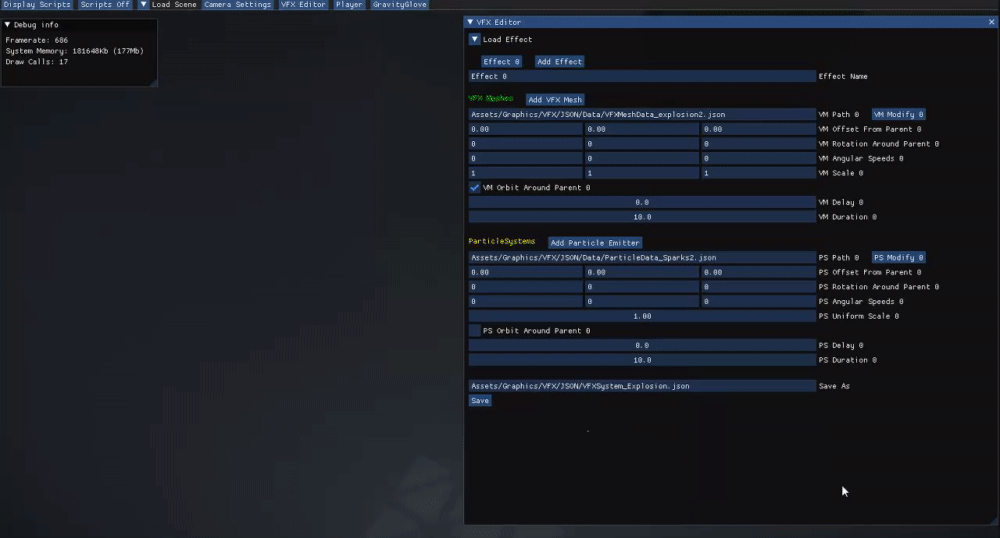 Display Scripts Scripts Off Load Scene Camera Settings VFX Editor Player GravityGlove
Debug info
Framerate: 686
System Memory: 181648Kb (177Mb)
Draw Calls: 17
VFX Editor
Load Effect
Effect 0 Add Effect
Effect 0 Effect Name
VFX Meshes Add VFX Mesh
Assets/Graphics/VFX/JSON/Data/VFXMeshData_explosion2.json VM Path 0 VM Modify 0
0.00 0.00 0.00 VM Offset From Parent 0
0 0 0 VM Rotation Around Parent 0
0 0 0 VM Angular Speeds 0
1 1 1 VM Scale 0
VM Orbit Around Parent 0
0.0 VM Delay 0
10.0 VM Duration 0
ParticleSystems Add Particle Emitter
Assets/Graphics/VFX/JSON/Data/ParticleData_Sparks2.json PS Path 0 PS Modify 0
0.00 0.00 0.00 PS Offset From Parent 0
0 0 0 PS Rotation Around Parent 0
0 0 0 PS Angular Speeds 0
1.00 PS Uniform Scale 0
PS Orbit Around Parent 0
0.0 PS Delay 0
10.0 PS Duration 0
Assets/Graphics/VFX/JSON/VFXSystem_Explosion.json Save As
Save